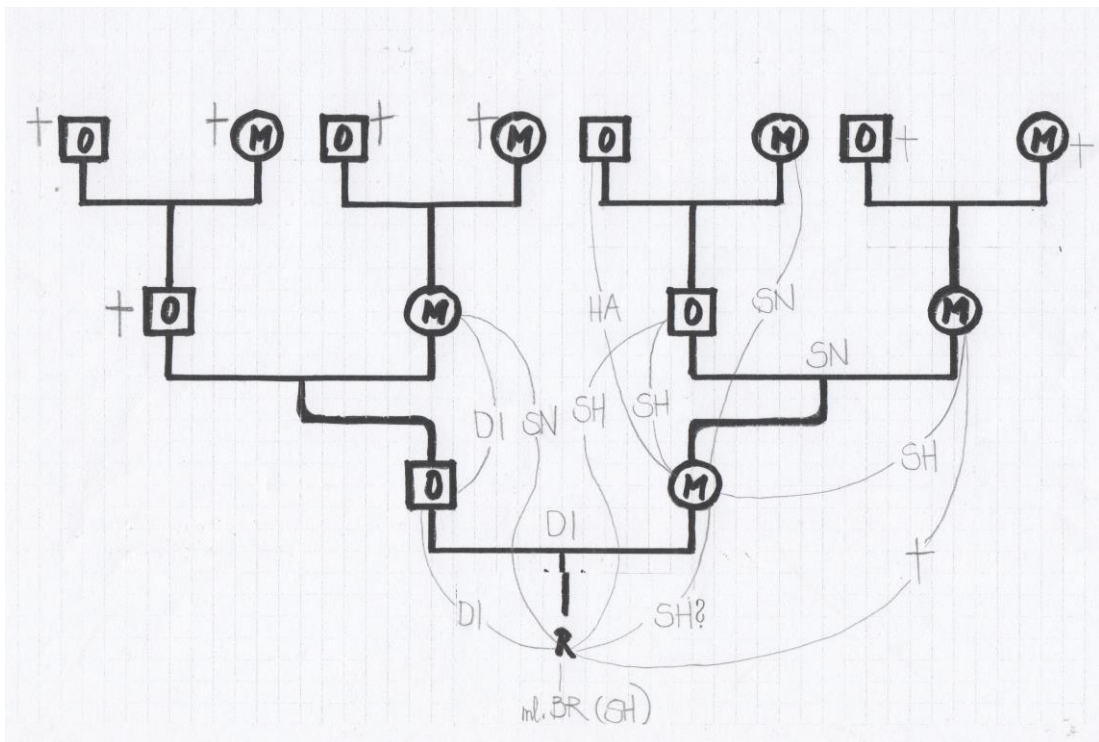 † O † M O † † M O M O † M †
† O M O M
HA SN
SN
DI SN SH SH
O M
SH
DI
†
DI SH?
R
ml. BR (SH)